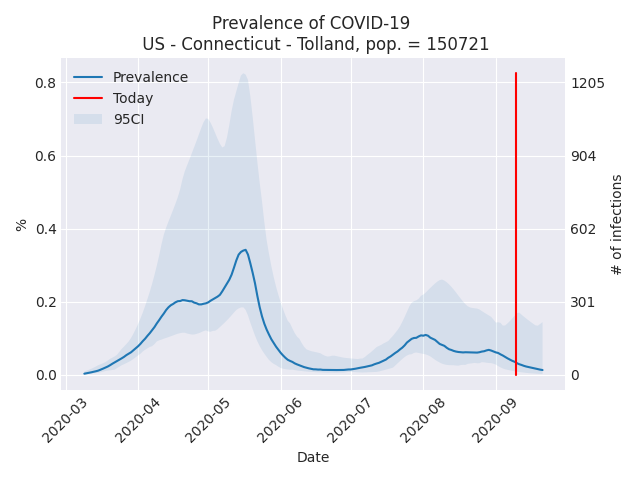 Prevalence of COVID-19
US - Connecticut - Tolland, pop. = 150721
Prevalence
Today
95CI
0.8
0.6
0.4
0.2
0.0
%
1205
904
602
301
0
# of infections
2020-03
2020-04
2020-05
2020-06
2020-07
2020-08
2020-09
Date